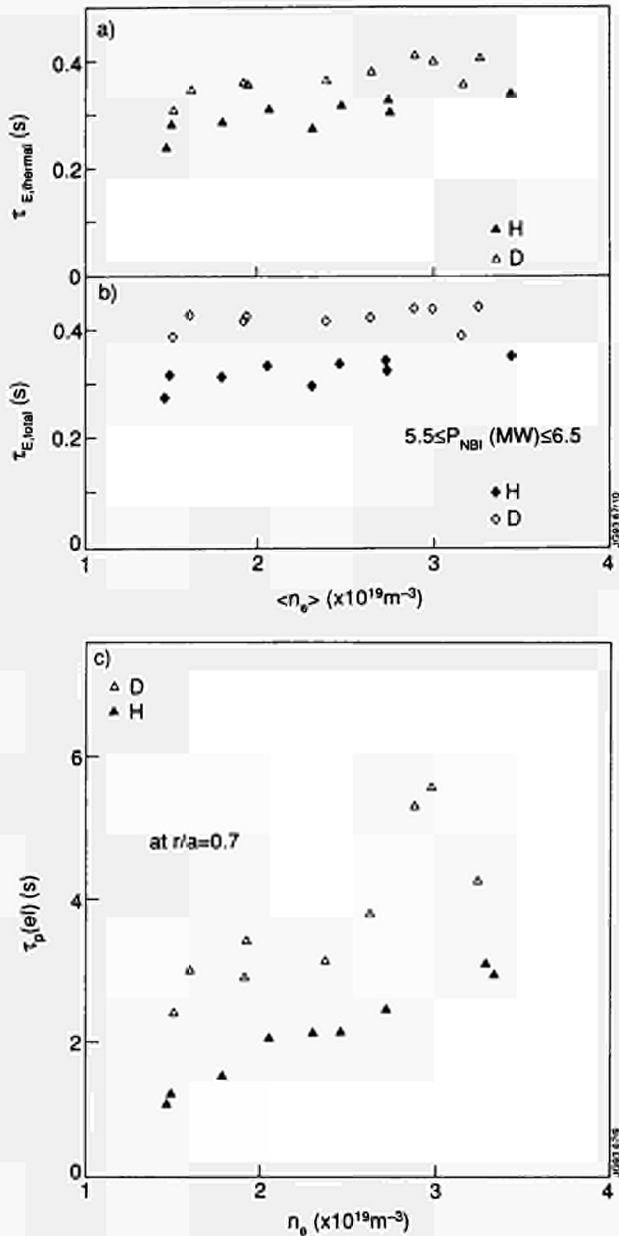 a)
0.4
0.2
0
τ E,thermal (s)
▲ H
△ D
b)
0.4
0.2
0
τE,total (s)
5.5≤PNBI (MW)≤6.5
◆ H
◇ D
1 2 3 4
<ne> (x10¹⁹m⁻³)
c)
△ D
▲ H
6
4
2
0
at r/a=0.7
τp(el) (s)
1 2 3 4
ne (x10¹⁹m⁻³)